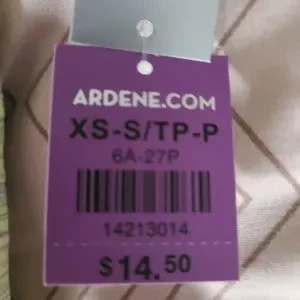 ARDENE.COM
XS-S/TP-P
6A-27P
14213014
$14.50